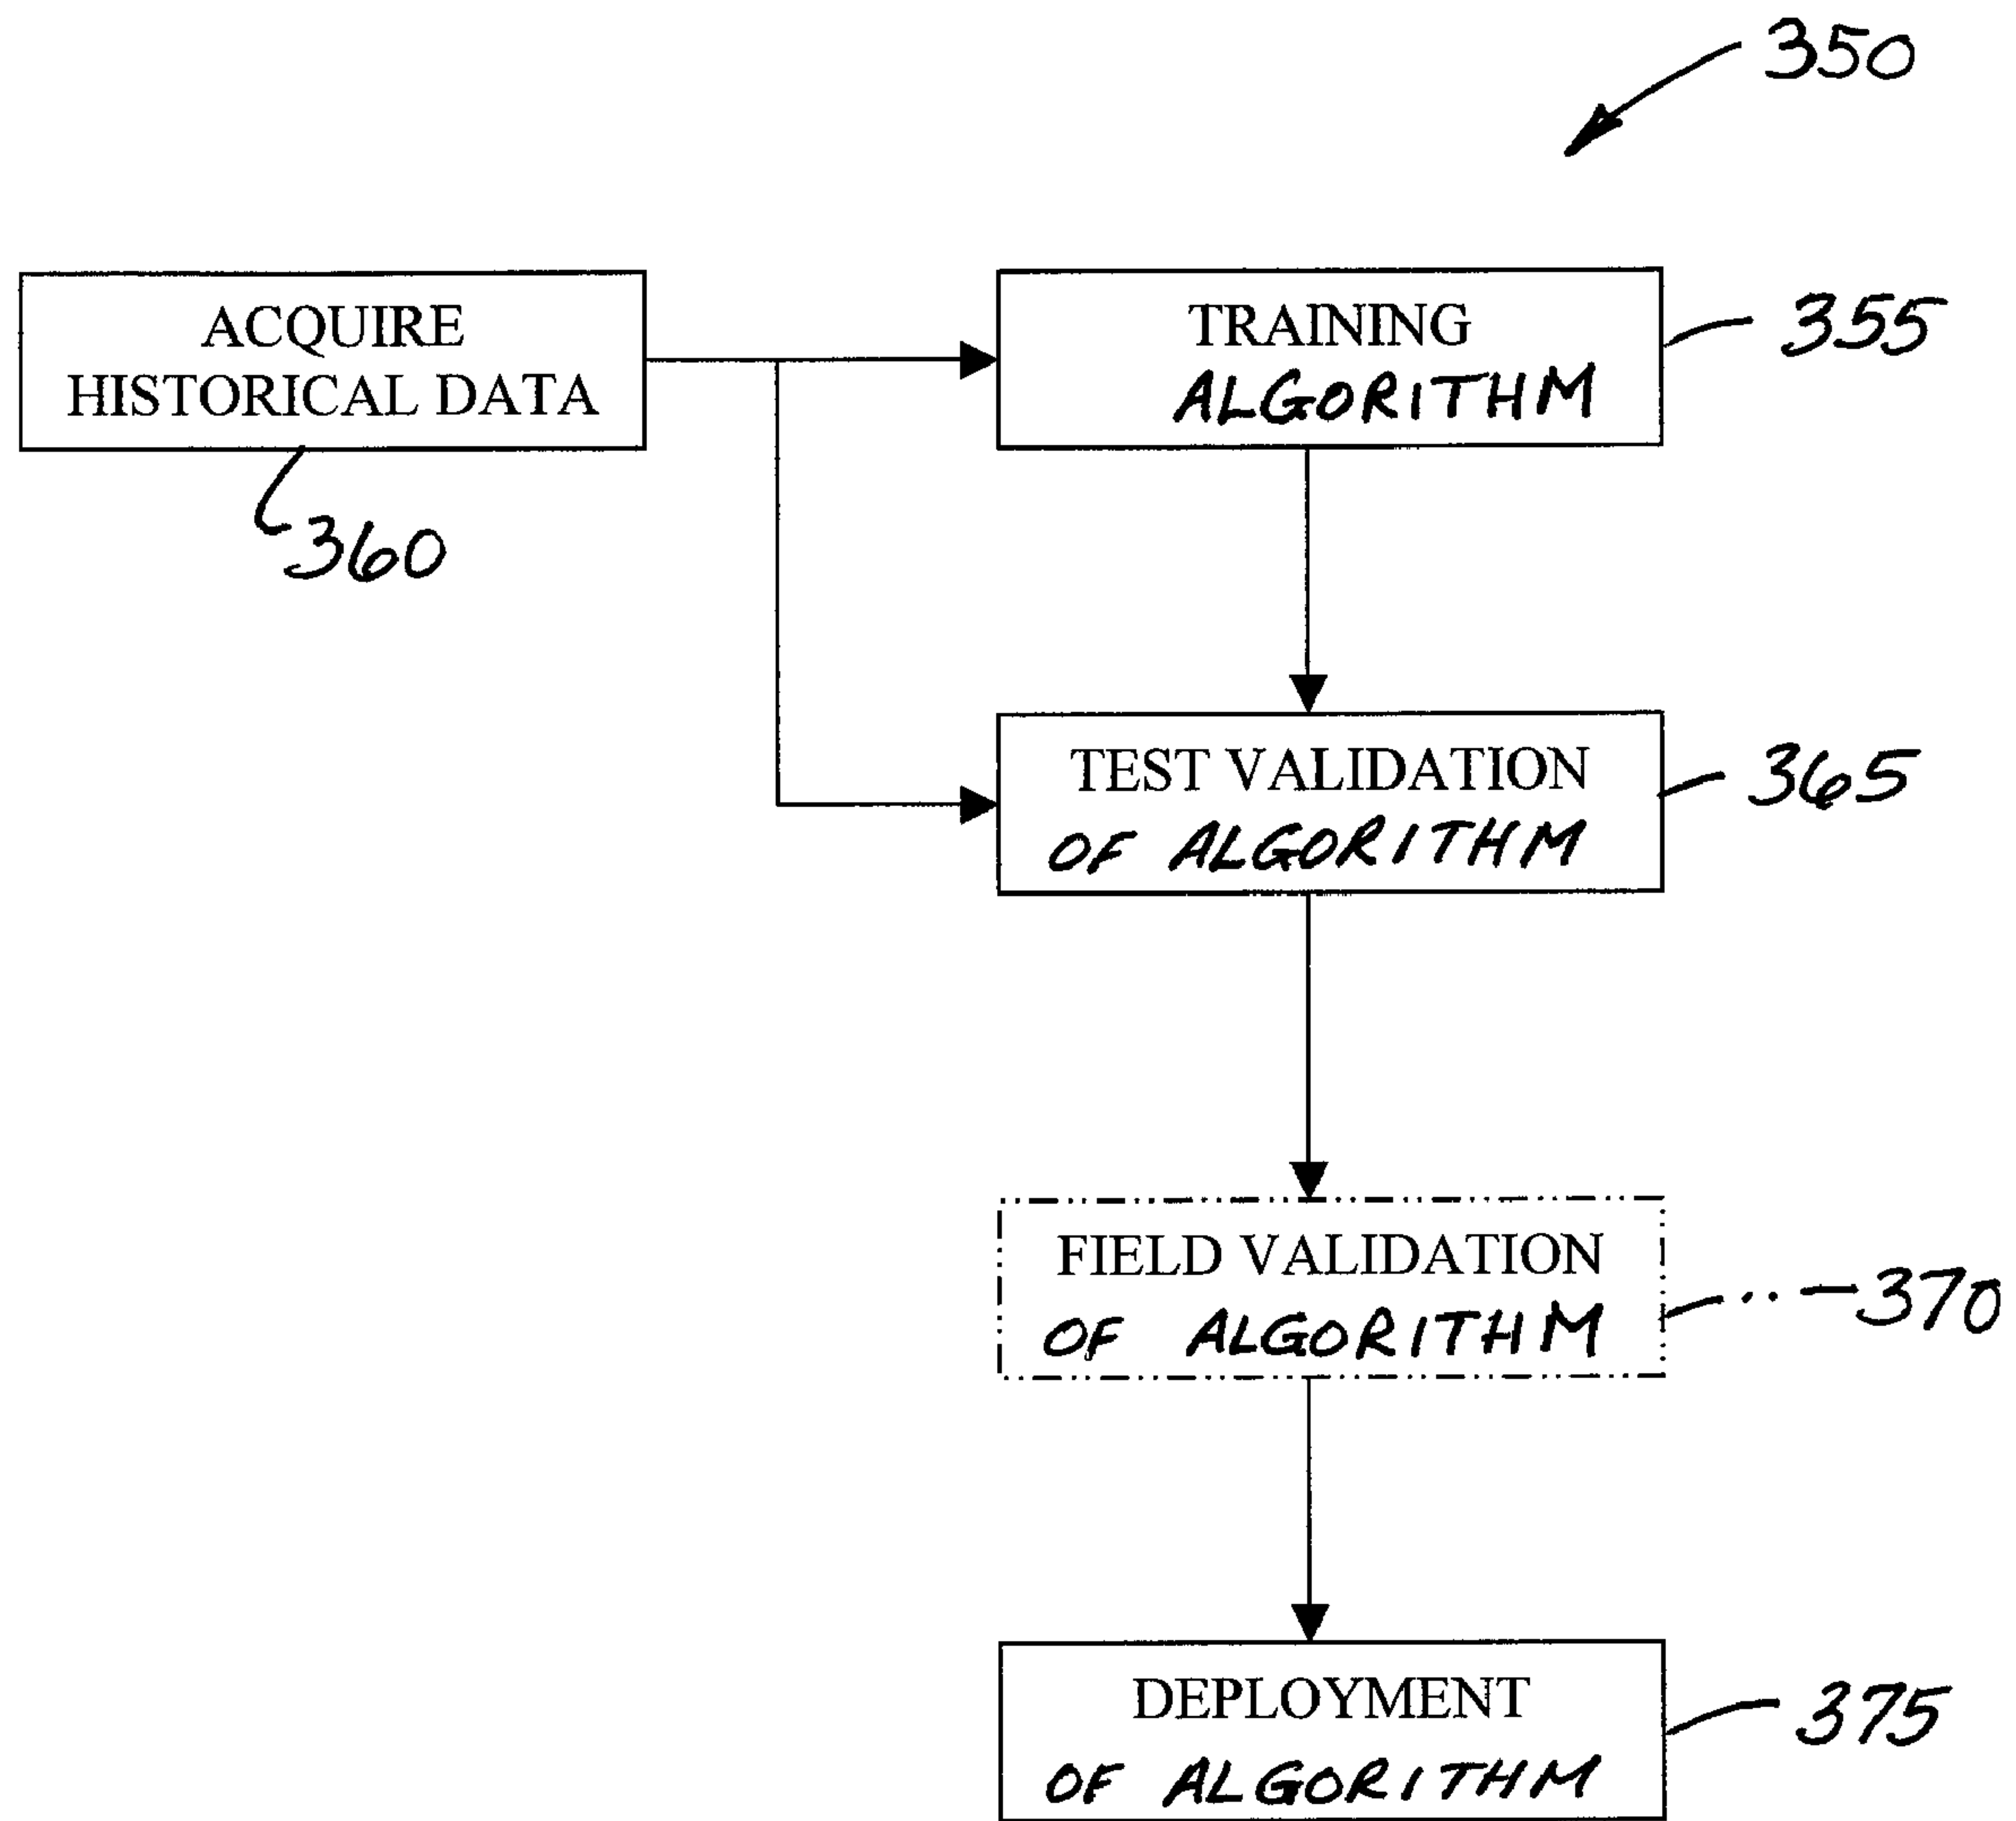 350
ACQUIRE
HISTORICAL DATA
360
TRAINING
ALGORITHM
355
TEST VALIDATION
OF ALGORITHM
365
FIELD VALIDATION
OF ALGORITHM
370
DEPLOYMENT
OF ALGORITHM
375